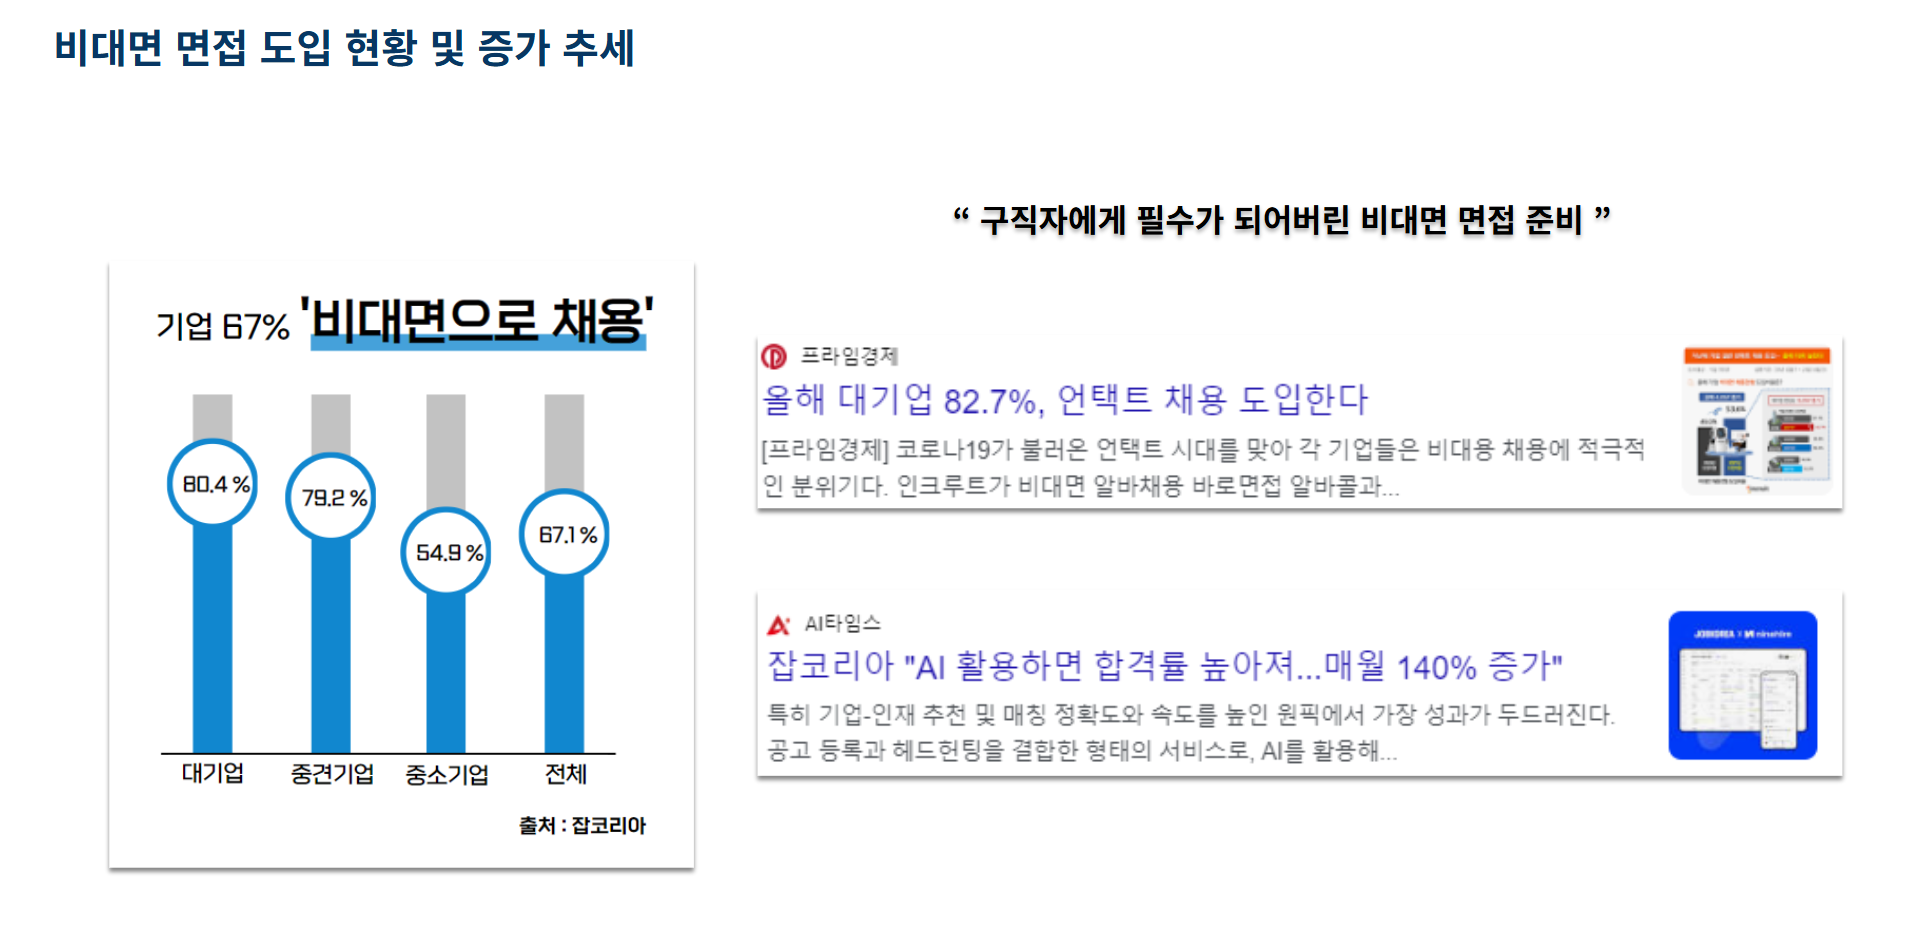 비대면 면접 도입 현황 및 증가 추세
“ 구직자에게 필수가 되어버린 비대면 면접 준비 ”
기업 67% '비대면으로 채용'
80.4 %
79.2 %
54.9 %
67.1 %
대기업
중견기업
중소기업
전체
출처 : 잡코리아
프라임경제
올해 대기업 82.7%, 언택트 채용 도입한다
[프라임경제] 코로나19가 불러온 언택트 시대를 맞아 각 기업들은 비대용 채용에 적극적
인 분위기다. 인크루트가 비대면 알바채용 바로면접 알바콜과...
AI타임스
잡코리아 "AI 활용하면 합격률 높아져...매월 140% 증가"
특히 기업-인재 추천 및 매칭 정확도와 속도를 높인 원픽에서 가장 성과가 두드러진다.
공고 등록과 헤드헌팅을 결합한 형태의 서비스로, AI를 활용해...
JOBKOREA X ninehire